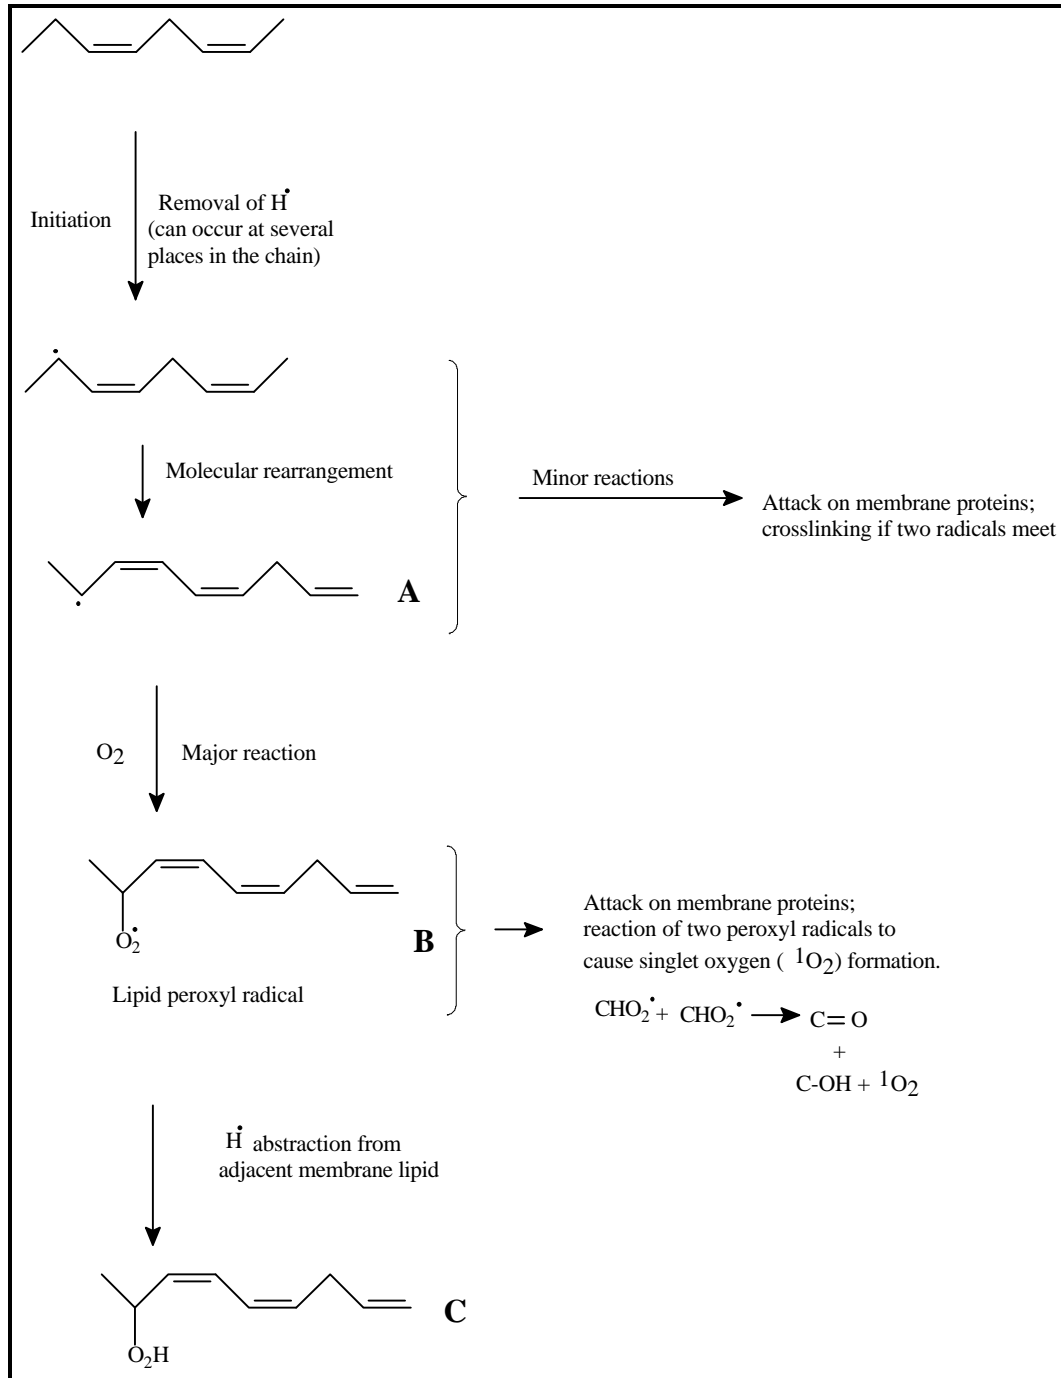 Initiation
Removal of H•
(can occur at several
places in the chain)
Molecular rearrangement
Minor reactions
Attack on membrane proteins;
crosslinking if two radicals meet
A
O2
Major reaction
Attack on membrane proteins;
reaction of two peroxyl radicals to
cause singlet oxygen ( 1O2) formation.
O2•
B
Lipid peroxyl radical
CHO2• + CHO2• C=O
+
C-OH + 1O2
H• abstraction from
adjacent membrane lipid
C
O2H